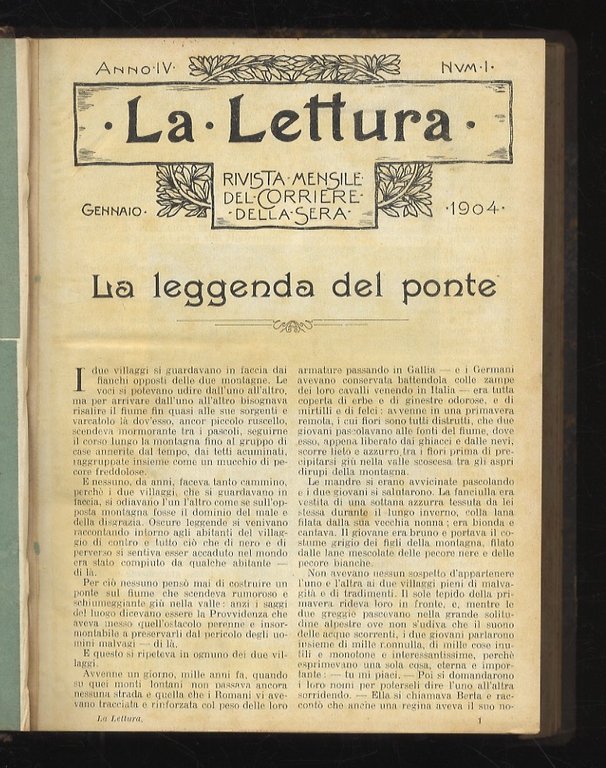 ANNO·IV·
NVM·I·
·La·Lettura·
RIVISTA·MENSILE
DEL·CORRIERE·
·DELLA·SERA·
GENNAIO·
·1904·
La leggenda del ponte
I due villaggi si guardavano in faccia dai
fianchi opposti delle due montagne. Le
voci si potevano udire dall'uno all'altro,
ma per arrivare dall'uno all'altro bisognava
risalire il fiume fin quasi alle sue sorgenti e
varcatolo là dov'esso, ancor piccolo ruscello,
scendeva mormorante tra i pascoli, seguirne
il corso lungo la montagna fino al gruppo di
case annerite dal tempo, dai tetti acuminati,
raggruppate insieme come un mucchio di pe-
core freddolose.
E nessuno, da anni, faceva tanto cammino,
perchè i due villaggi, che si guardavano in
faccia, si odiavano l'un l'altro come se sull'op-
posta montagna fosse il dominio del male e
della disgrazia. Oscure leggende si venivano
raccontando intorno agli abitanti del villag-
gio di contro e tutto ciò che di nero e di
perverso si sentiva esser accaduto nel mondo
era stato compiuto da qualche abitante —
di là.
Per ciò nessuno pensò mai di costruire un
ponte sul fiume che scendeva rumoroso e
schiumeggiante giù nella valle: anzi i saggi
del luogo dicevano essere la Provvidenza che
aveva messo quell'ostacolo perenne e insor-
montabile a preservarli dal pericolo degli uo-
mini malvagi — di là.
E questo si ripeteva in ognuno dei due vil-
laggi.
Avvenne un giorno, mille anni fa, quando
su quei monti lontani non passava ancora
nessuna strada e quella che i Romani vi ave-
vano tracciata e rinforzata col peso delle loro
armature passando in Gallia — e i Germani
avevano conservata battendola colle zampe
dei loro cavalli venendo in Italia — era tutta
coperta di erbe e di ginestre odorose, e di
mirtilli e di felci: avvenne in una primavera
remota, i cui fiori sono tutti distrutti, che due
giovani pascolavano alle fonti del fiume, dove
esso, appena liberato dai ghiacci e dalle nevi,
scorre lieto e azzurro tra i fiori prima di pre-
cipitarsi giù nella valle scoscesa tra gli aspri
dirupi della montagna.
Le mandre si erano avvicinate pascolando
e i due giovani si salutarono. La fanciulla era
vestita di una sottana azzurra tessuta da lei
stessa durante il lungo inverno, colla lana
filata dalla sua vecchia nonna; era bionda e
cantava. Il giovane era bruno e portava il co-
stume grigio dei figli della montagna, filato
dalle lane mescolate delle pecore nere e delle
pecore bianche.
Non avevano nessun sospetto d'appartenere
l'uno e l'altra ai due villaggi pieni di malva-
gità e di tradimenti. Il sole tepido della pri-
mavera rideva loro in fronte, e, mentre le
due greggie pascevano nella grande solitu-
dine alpestre ove non s'udiva che il suono
delle acque scorrenti, i due giovani parlarono
insieme di mille nonnulla, di mille cose inu-
tili e monotone e interessantissime, perchè
esprimevano una sola cosa, eterna e impor-
tante: — tu mi piaci. — Poi si domandarono
i loro nomi per poterseli dire l'uno all'altra
sorridendo. — Ella si chiamava Berta e rac-
contò che anche una regina aveva il suo no-
La Lettura.
1